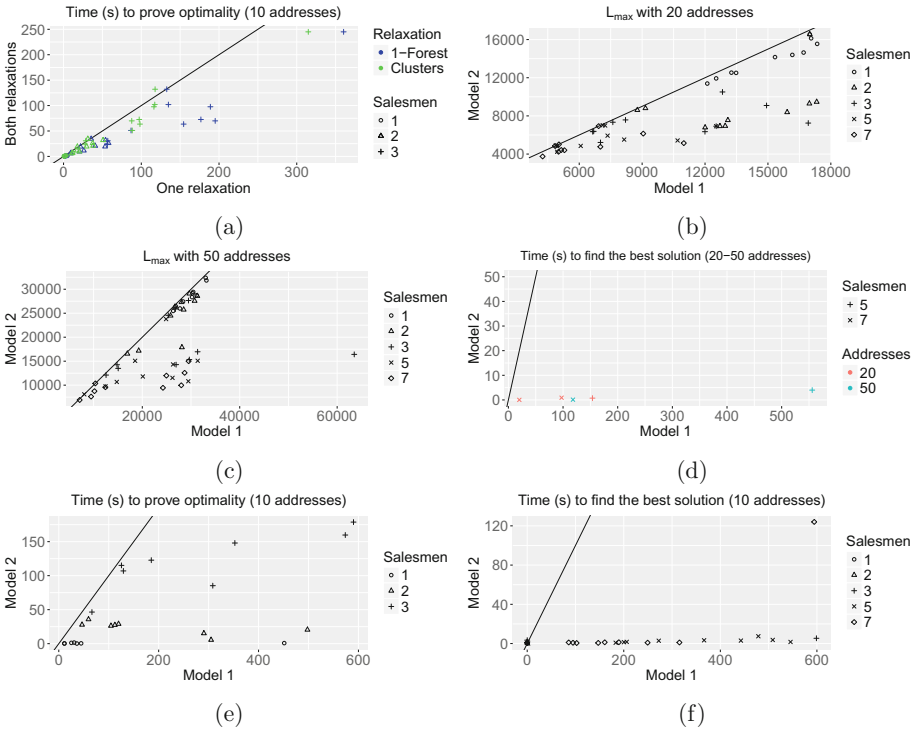 Time (s) to prove optimality (10 addresses)
Both relaxations
250
200
150
100
50
0
0 100 200 300
One relaxation
Relaxation
1−Forest
Clusters
Salesmen
1
2
3
(a)
Lmax with 20 addresses
Model 2
16000
12000
8000
4000
6000 9000 12000 15000 18000
Model 1
Salesmen
1
2
3
5
7
(b)
Lmax with 50 addresses
Model 2
30000
25000
20000
15000
10000
20000 40000 60000
Model 1
Salesmen
1
2
3
5
7
(c)
Time (s) to find the best solution (20−50 addresses)
Model 2
50
40
30
20
10
0
0 100 200 300 400 500
Model 1
Salesmen
5
7
Addresses
20
50
(d)
Time (s) to prove optimality (10 addresses)
Model 2
150
100
50
0
0 200 400 600
Model 1
Salesmen
1
2
3
(e)
Time (s) to find the best solution (10 addresses)
Model 2
120
80
40
0
0 200 400 600
Model 1
Salesmen
1
2
3
5
7
(f)